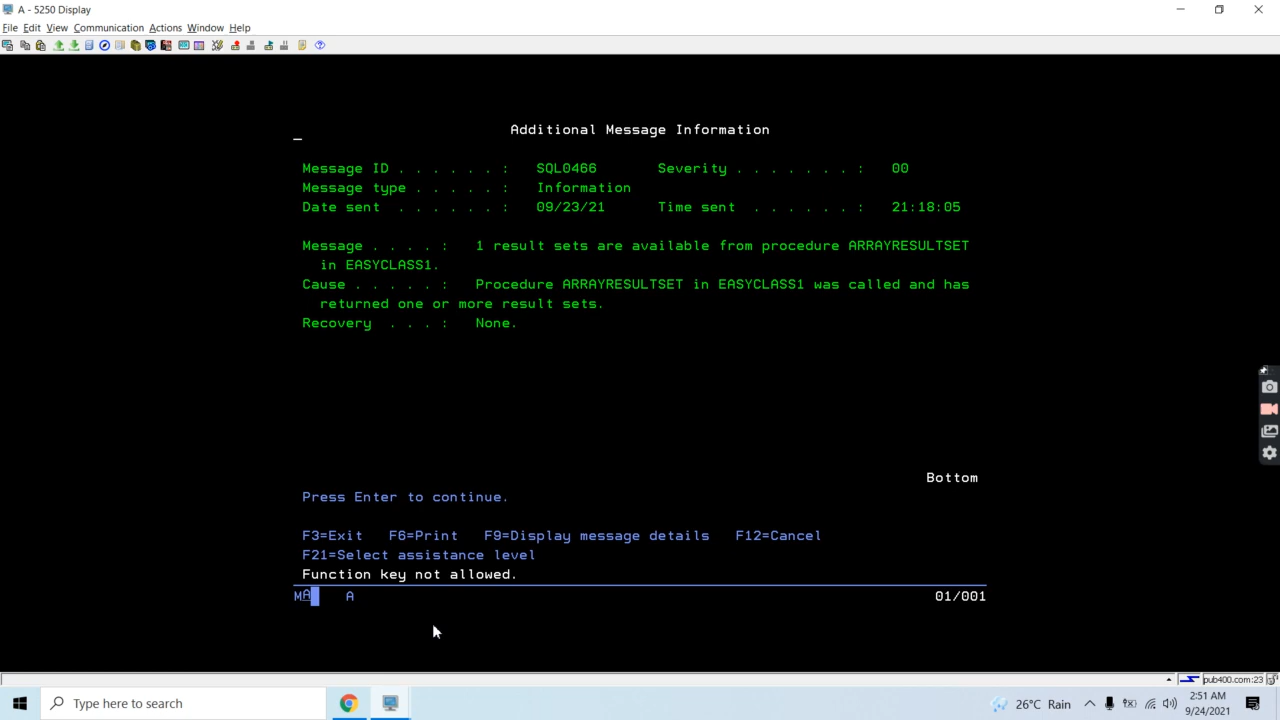 A - 5250 Display
File Edit View Communication Actions Window Help
Additional Message Information
Message ID . . . . . . : SQL0466 Severity . . . . . . . : 00
Message type . . . . . : Information
Date sent . . . . . . : 09/23/21 Time sent . . . . . . : 21:18:05
Message . . . . : 1 result sets are available from procedure ARRAYRESULTSET
in EASYCLASS1.
Cause . . . . . : Procedure ARRAYRESULTSET in EASYCLASS1 was called and has
returned one or more result sets.
Recovery . . . : None.
Bottom
Press Enter to continue.
F3=Exit F6=Print F9=Display message details F12=Cancel
F21=Select assistance level
Function key not allowed.
MA A 01/001
pub400.com:23
Type here to search
26°C Rain
2:51 AM
9/24/2021